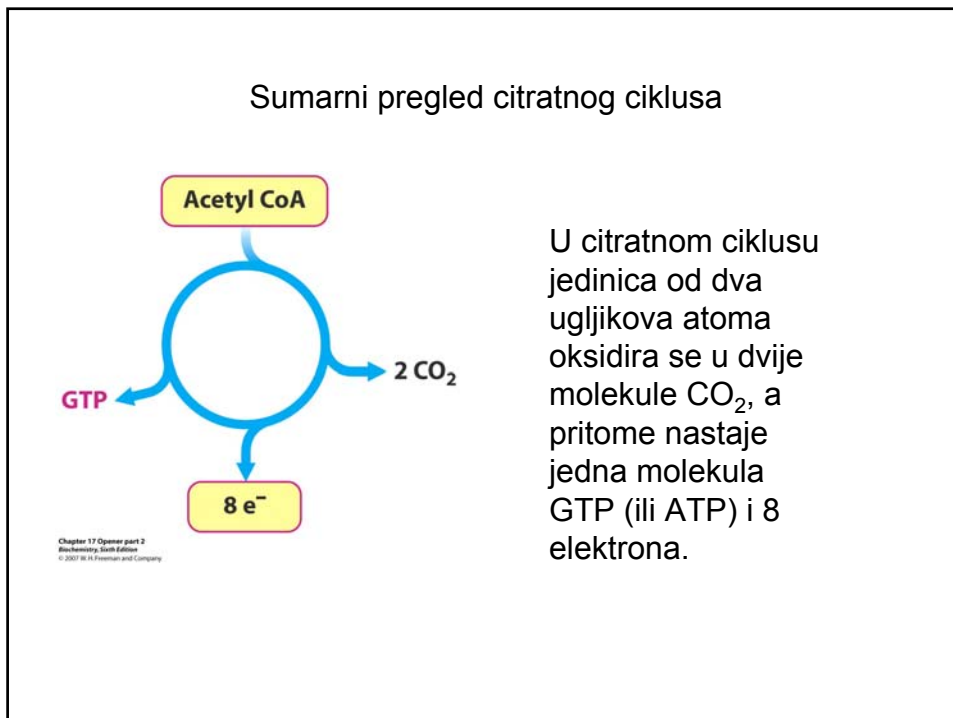 Sumarni pregled citratnog ciklusa
Acetyl CoA
2 CO₂
GTP
8 e⁻
Chapter 17 Opener part 2
Biochemistry, Sixth Edition
© 2007 W. H. Freeman and Company
U citratnom ciklusu
jedinica od dva
ugljikova atoma
oksidira se u dvije
molekule CO₂, a
pritome nastaje
jedna molekula
GTP (ili ATP) i 8
elektrona.